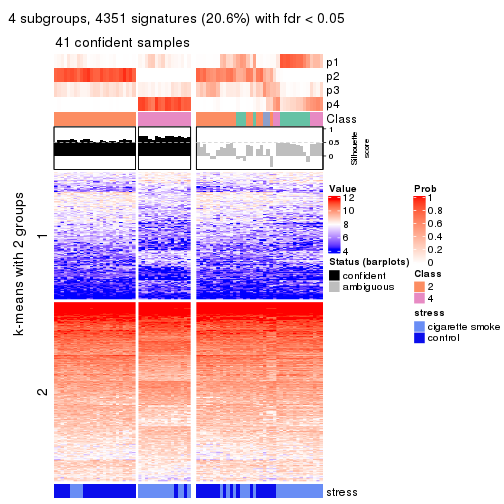 4 subgroups, 4351 signatures (20.6%) with fdr < 0.05
41 confident samples
p1
p2
p3
p4
Class
1
0.5
0
Silhouette
score
k-means with 2 groups
1
2
stress
Value
12
10
8
6
4
Status (barplots)
confident
ambiguous
Prob
1
0.8
0.6
0.4
0.2
0
Class
2
4
stress
cigarette smoke
control